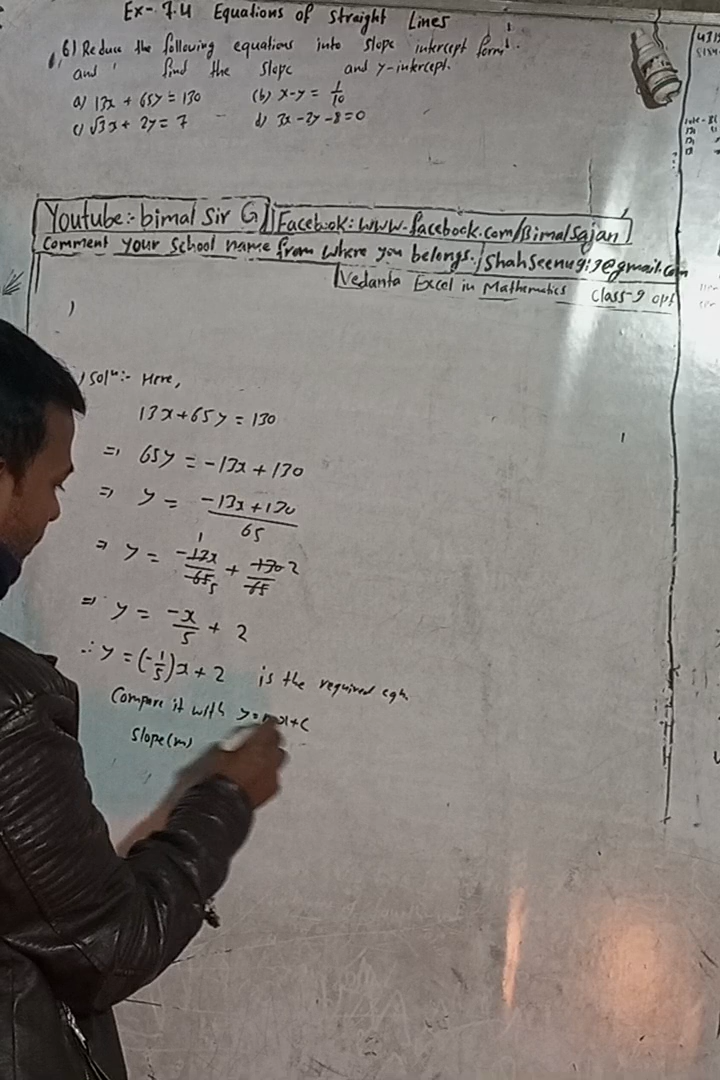 Ex- 7.4 Equations of Straight Lines
6) Reduce the following equations into slope intercept form
and find the slope and y-intercept.
a) 13x + 65y = 130 (b) x-y = 1/10
c) √3x + 2y = 7 d) 3x-2y-8=0
Youtube:- bimal Sir G Facebook: www.facebook.com/Bimalsajan
Comment your School name from where you belongs.
Vedanta Excel in Mathematics Class-9 opt
) Solⁿ:- Here,
13x+65y = 130
⇒ 65y = -13x + 130
⇒ y = (-13x + 130)/65
⇒ y = -13x/65 + 130/65
1 5 2
⇒ y = -x/5 + 2
∴ y = (-1/5)x + 2 is the required eqn.
Compare it with y=mx+c
Slope(m)